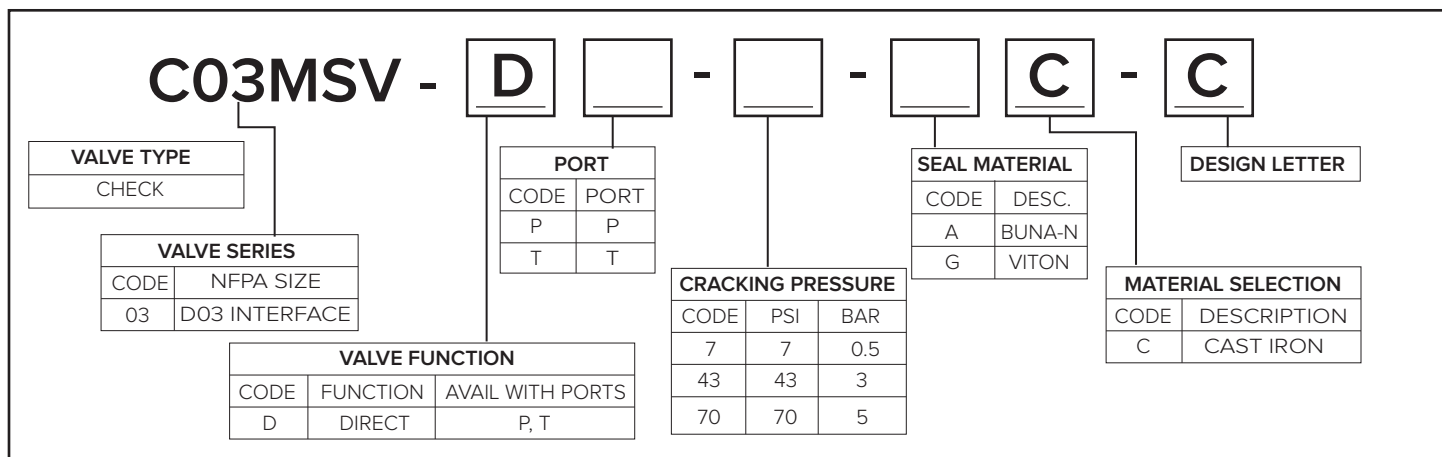 C03MSV - D - - C - C
VALVE TYPE
CHECK
VALVE SERIES
CODE NFPA SIZE
03 D03 INTERFACE
VALVE FUNCTION
CODE FUNCTION AVAIL WITH PORTS
D DIRECT P, T
PORT
CODE PORT
P P
T T
CRACKING PRESSURE
CODE PSI BAR
7 7 0.5
43 43 3
70 70 5
SEAL MATERIAL
CODE DESC.
A BUNA-N
G VITON
MATERIAL SELECTION
CODE DESCRIPTION
C CAST IRON
DESIGN LETTER